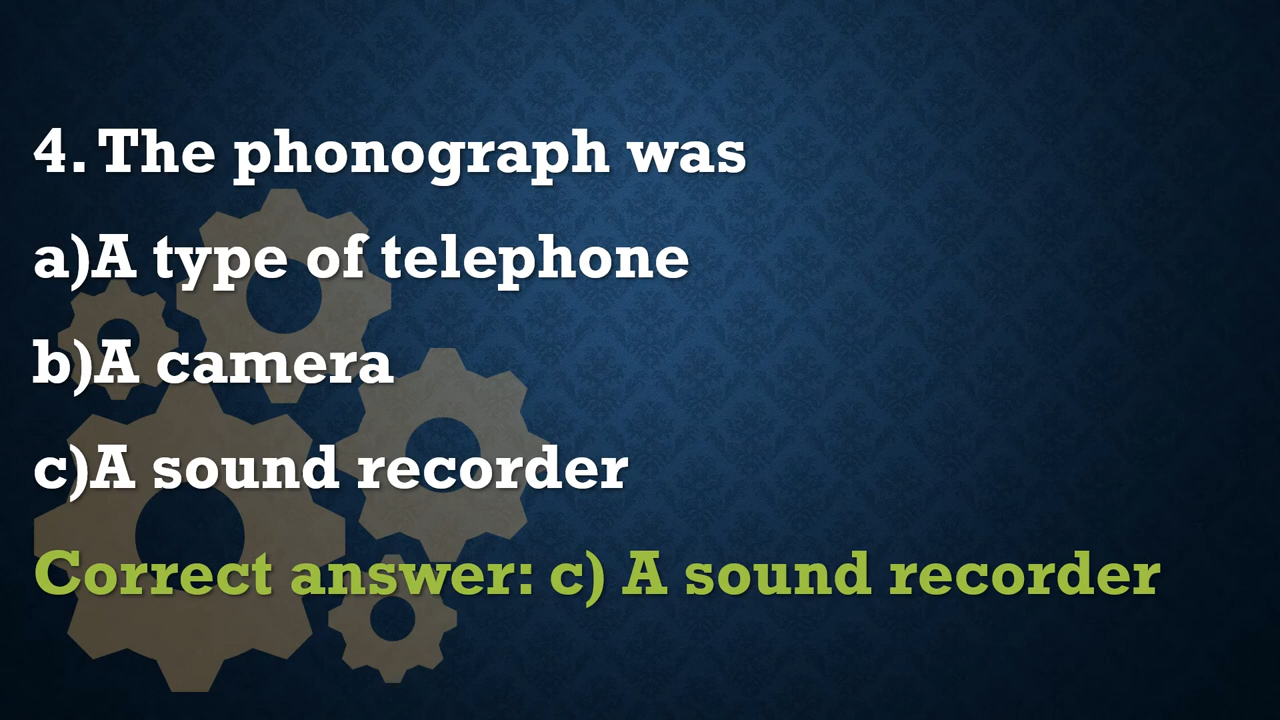 4. The phonograph was
a)A type of telephone
b)A camera
c)A sound recorder
Correct answer: c) A sound recorder